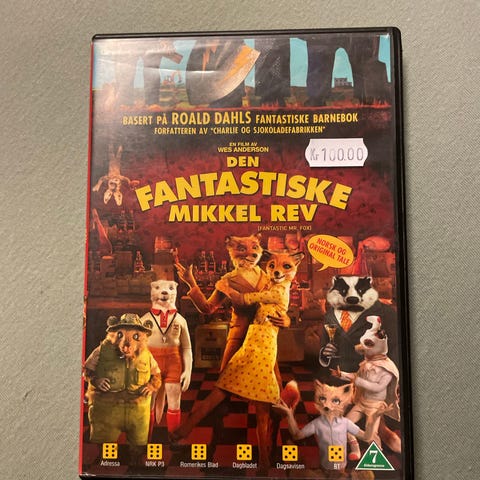 BASERT PÅ ROALD DAHLS FANTASTISKE BARNEBOK
FORFATTEREN AV "CHARLIE OG SJOKOLADEFABRIKKEN"
Kr 100.00
EN FILM AV
WES ANDERSON
DEN
FANTASTISKE
MIKKEL REV
(FANTASTIC MR. FOX)
NORSK OG
ORIGINAL TALE
Adressa
NRK P3
Romerikes Blad
Dagbladet
Dagsavisen
BT
7